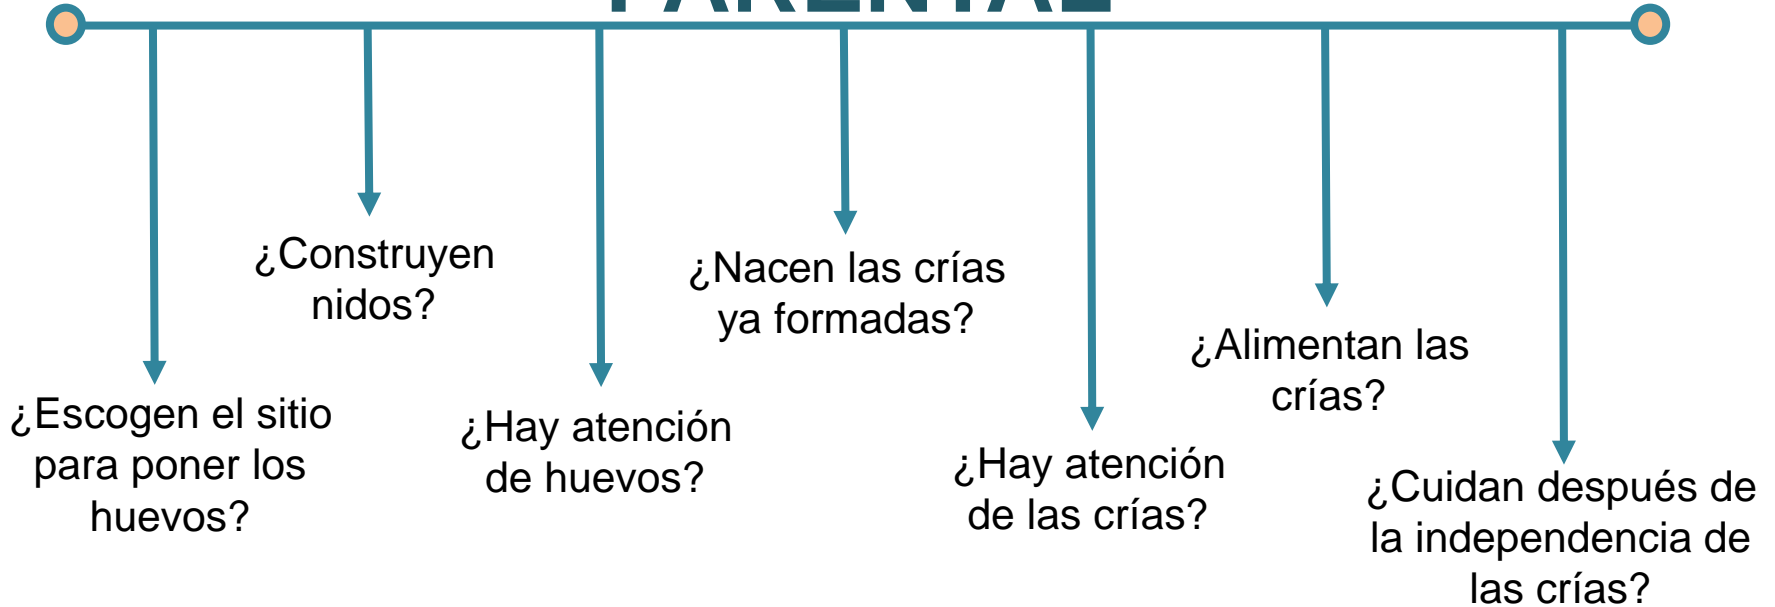 PARENTAL
¿Escogen el sitio
para poner los
huevos?
¿Construyen
nidos?
¿Hay atención
de huevos?
¿Nacen las crías
ya formadas?
¿Hay atención
de las crías?
¿Alimentan las
crías?
¿Cuidan después de
la independencia de
las crías?